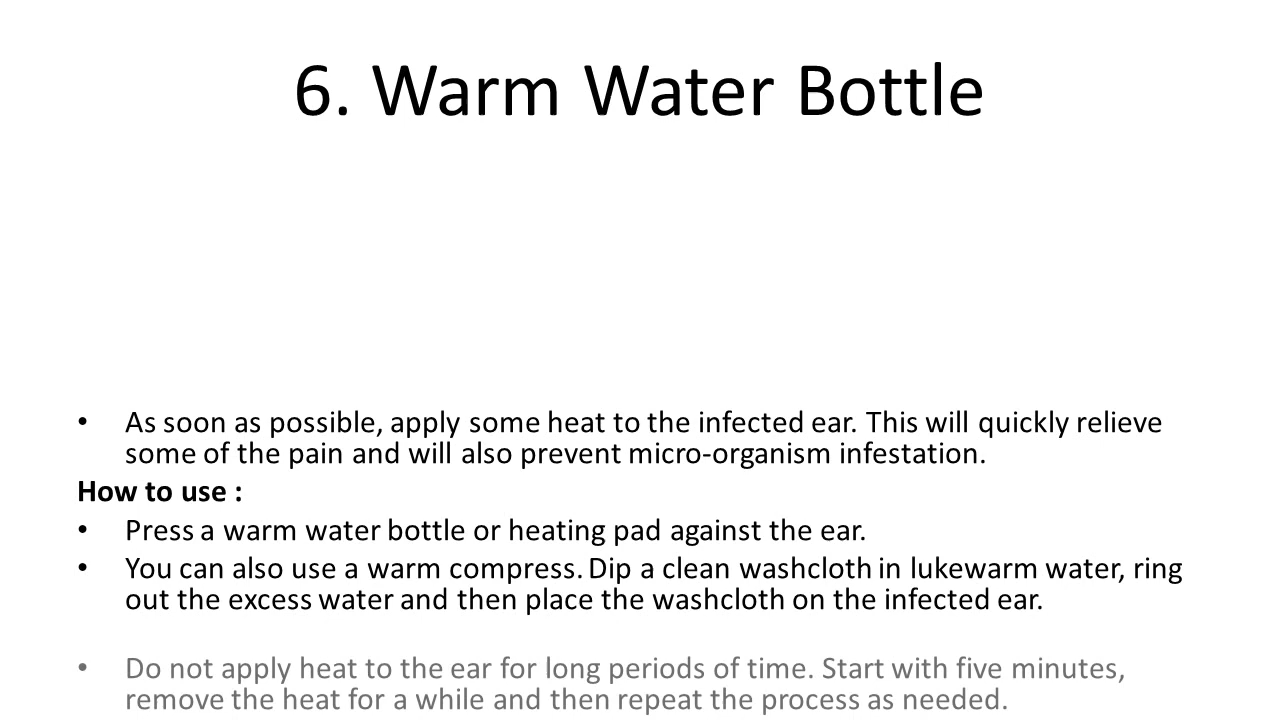 6. Warm Water Bottle
• As soon as possible, apply some heat to the infected ear. This will quickly relieve
some of the pain and will also prevent micro-organism infestation.
How to use :
• Press a warm water bottle or heating pad against the ear.
• You can also use a warm compress. Dip a clean washcloth in lukewarm water, ring
out the excess water and then place the washcloth on the infected ear.
• Do not apply heat to the ear for long periods of time. Start with five minutes,
remove the heat for a while and then repeat the process as needed.